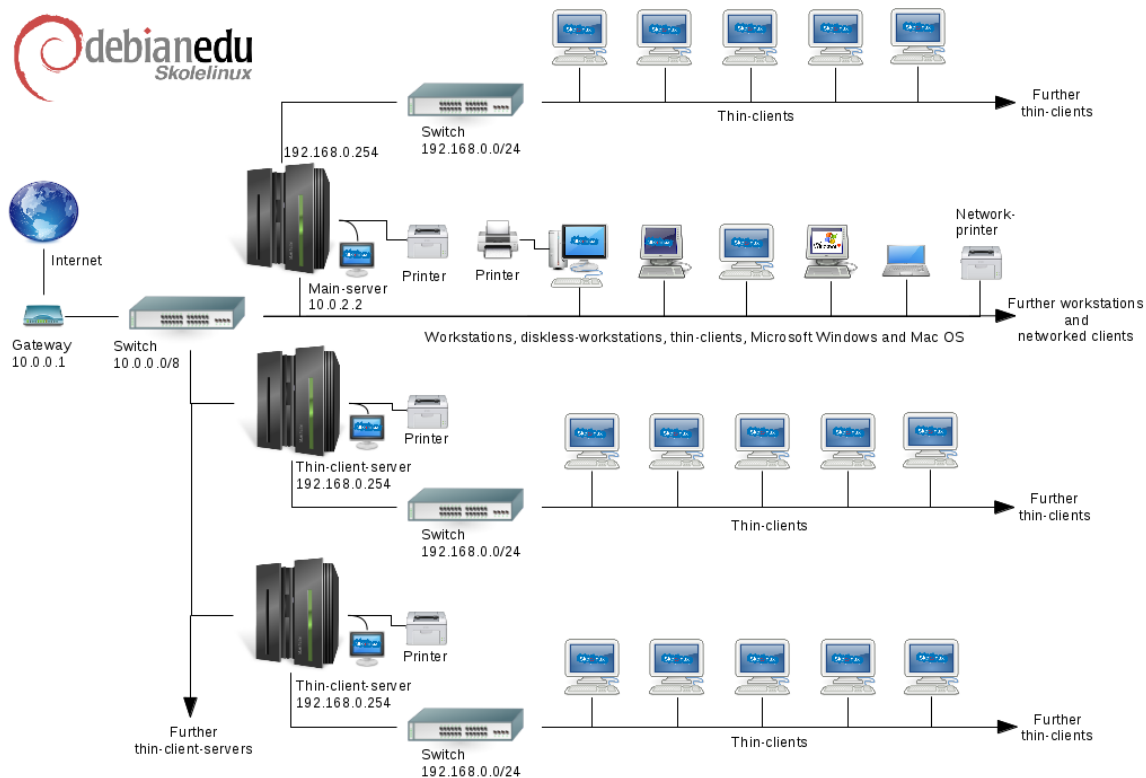 debianedu
Skolelinux
Further
thin-clients
Thin-clients
Switch
192.168.0.0/24
192.168.0.254
Internet
Printer
Printer
Network-
printer
Main-server
10.0.2.2
Gateway
10.0.0.1
Switch
10.0.0.0/8
Further workstations
and
networked clients
Workstations, diskless-workstations, thin-clients, Microsoft Windows and Mac OS
Printer
Thin-client-server
192.168.0.254
Switch
192.168.0.0/24
Thin-clients
Further
thin-clients
Printer
Thin-client-server
192.168.0.254
Further
thin-client-servers
Switch
192.168.0.0/24
Thin-clients
Further
thin-clients